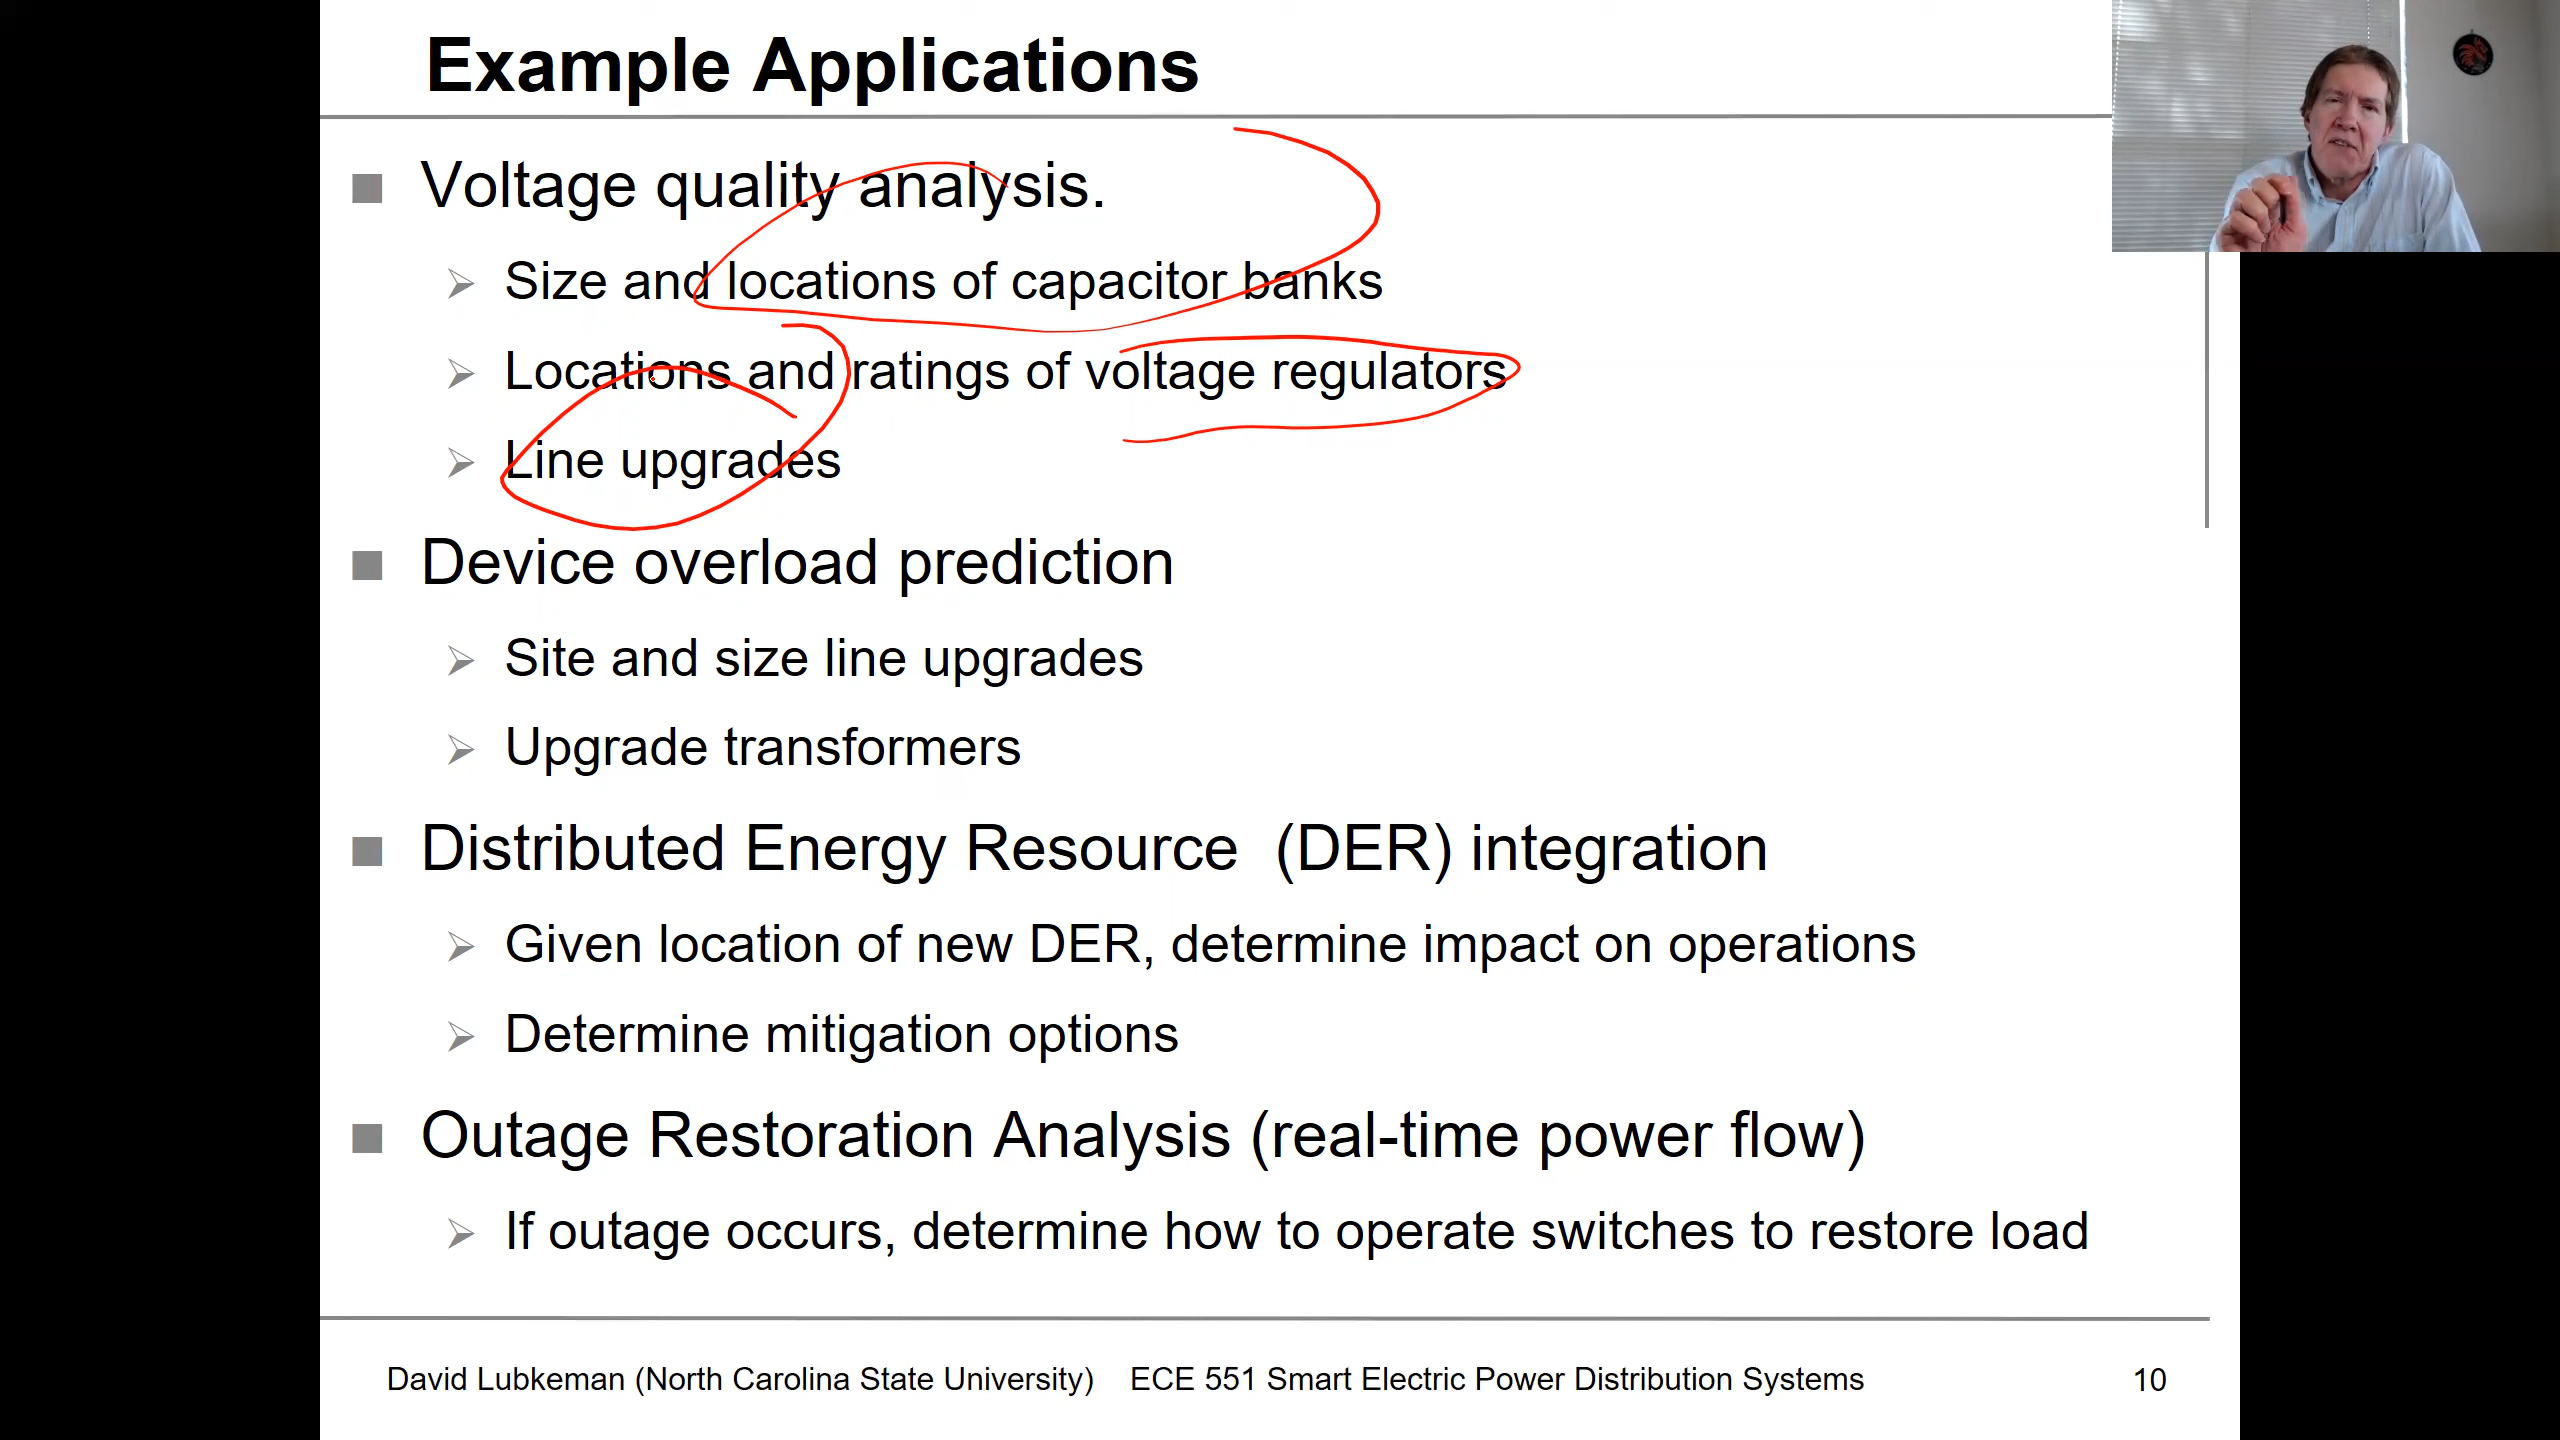 Example Applications
Voltage quality analysis.
Size and locations of capacitor banks
Locations and ratings of voltage regulators
Line upgrades
Device overload prediction
Site and size line upgrades
Upgrade transformers
Distributed Energy Resource (DER) integration
Given location of new DER, determine impact on operations
Determine mitigation options
Outage Restoration Analysis (real-time power flow)
If outage occurs, determine how to operate switches to restore load
David Lubkeman (North Carolina State University) ECE 551 Smart Electric Power Distribution Systems 10